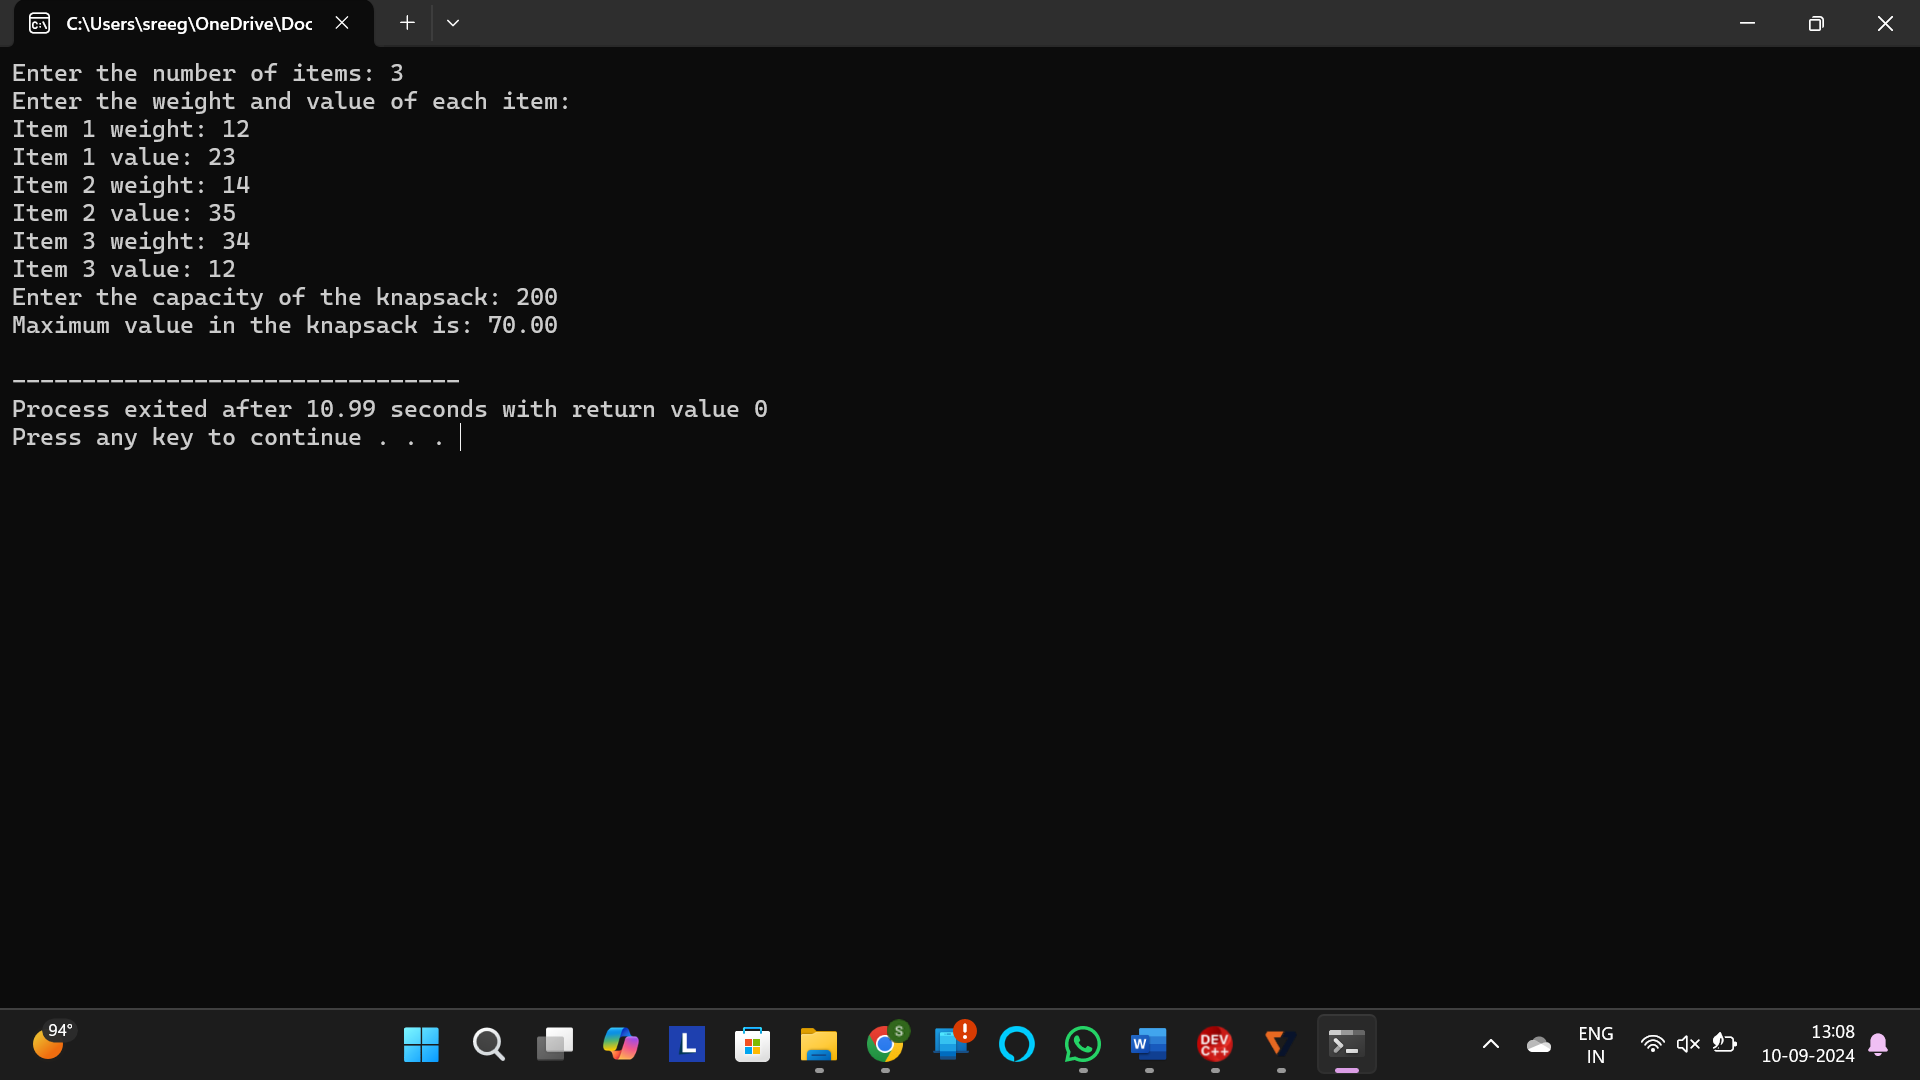 C:\Users\sreeg\OneDrive\Doc
Enter the number of items: 3
Enter the weight and value of each item:
Item 1 weight: 12
Item 1 value: 23
Item 2 weight: 14
Item 2 value: 35
Item 3 weight: 34
Item 3 value: 12
Enter the capacity of the knapsack: 200
Maximum value in the knapsack is: 70.00
--------------------------------
Process exited after 10.99 seconds with return value 0
Press any key to continue . . .
94°
L
S
W
DEV
C++
ENG
IN
13:08
10-09-2024